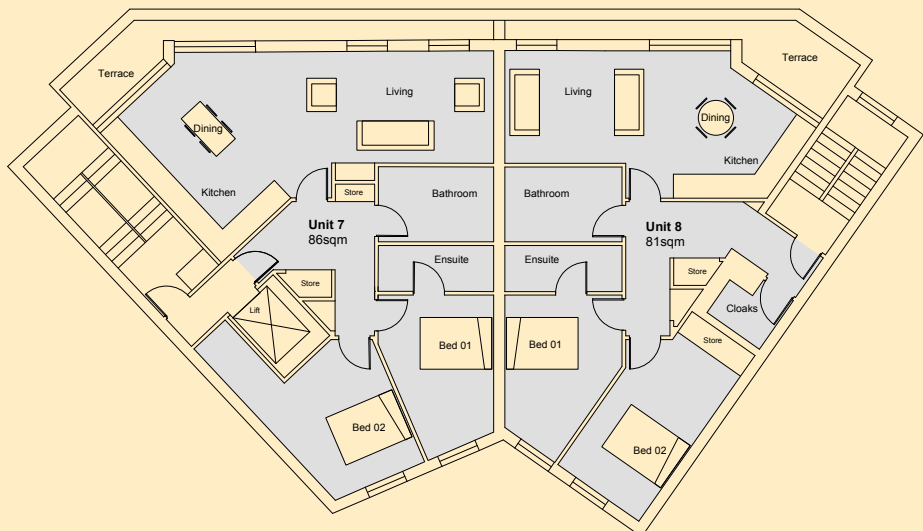 Terrace
Living
Dining
Kitchen
Store
Bathroom
Unit 7
86sqm
Ensuite
Store
Lift
Bed 01
Bed 02
Living
Terrace
Dining
Kitchen
Bathroom
Unit 8
81sqm
Ensuite
Store
Cloaks
Store
Bed 01
Bed 02